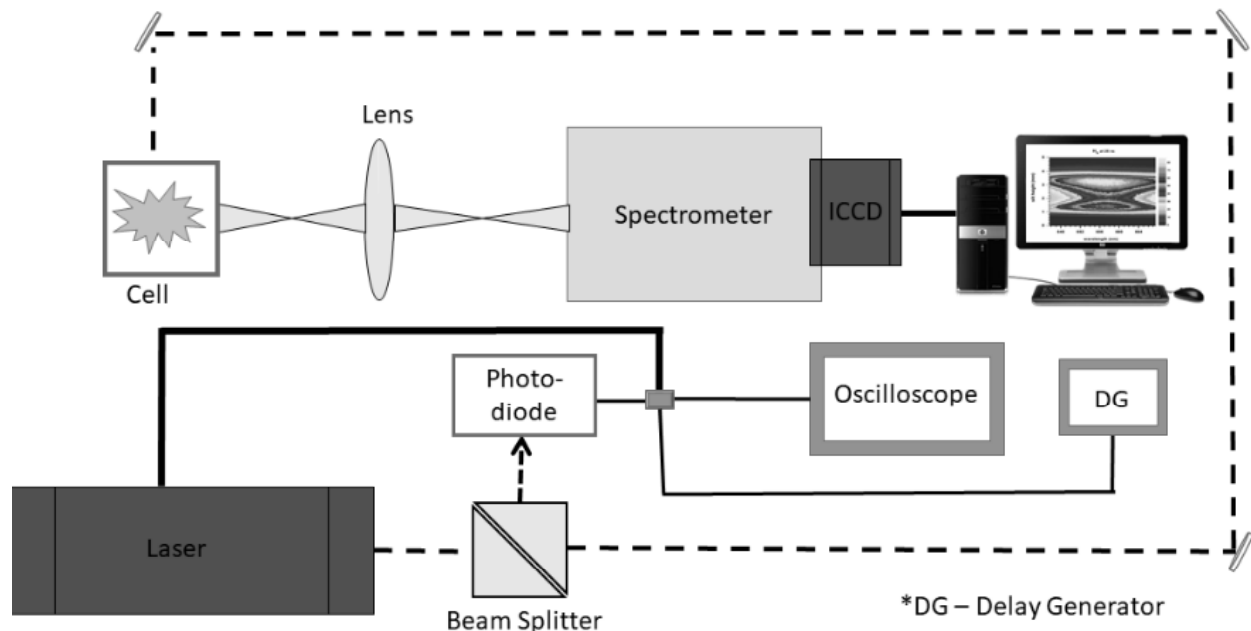 Lens
Spectrometer
ICCD
Cell
Photo-
diode
Oscilloscope
DG
Laser
Beam Splitter
*DG – Delay Generator